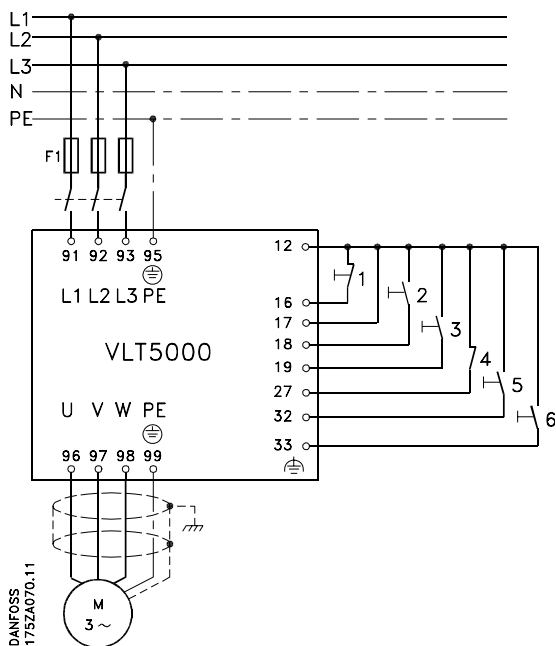 L1
L2
L3
N
PE
F1
91 92 93 95
L1 L2 L3 PE
VLT5000
U V W PE
96 97 98 99
12
16
17
18
19
27
32
33
1
2
3
4
5
6
M
3 ~
DANFOSS
175ZA070.11